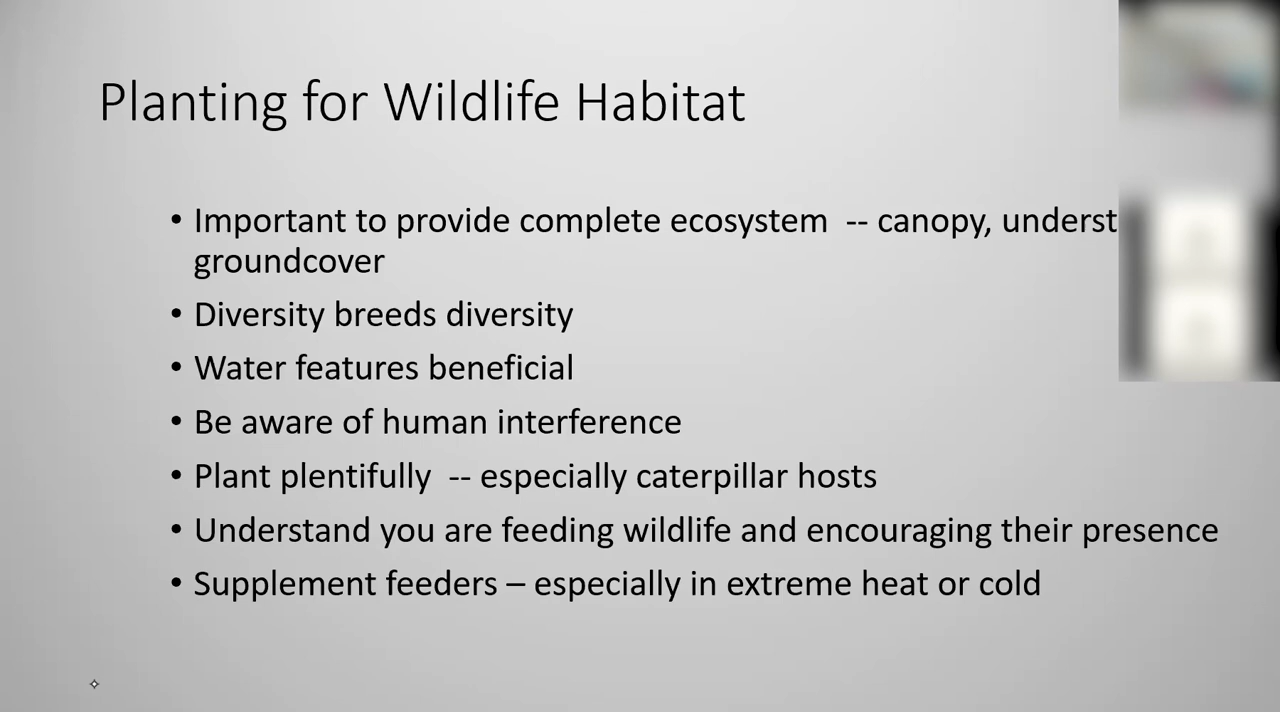 Planting for Wildlife Habitat
• Important to provide complete ecosystem -- canopy,
groundcover
• Diversity breeds diversity
• Water features beneficial
• Be aware of human interference
• Plant plentifully -- especially caterpillar hosts
• Understand you are feeding wildlife and encouraging their presence
• Supplement feeders – especially in extreme heat or cold